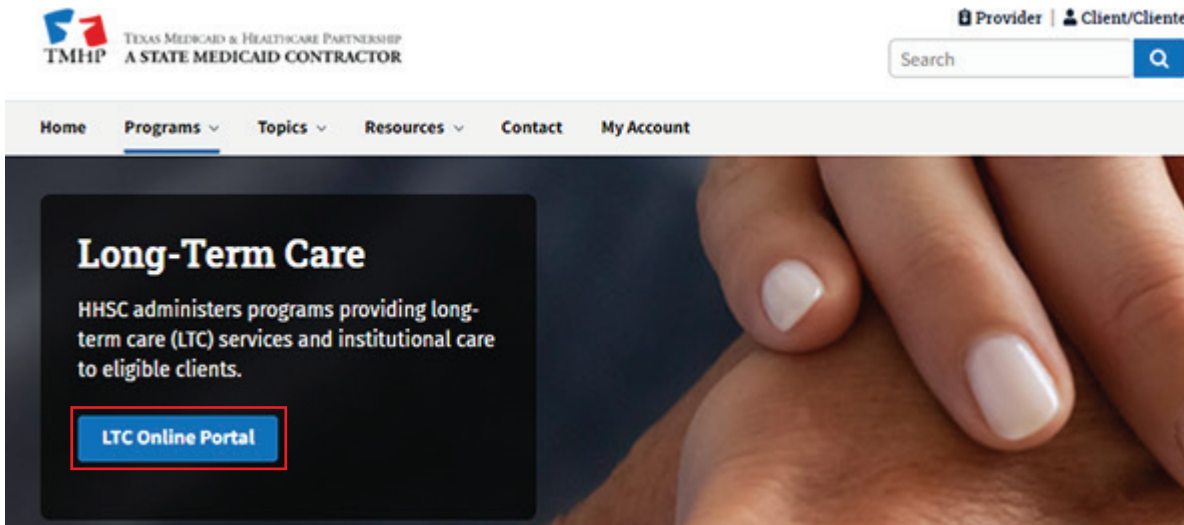 Provider | Client/Cliente
TEXAS MEDICAID & HEALTHCARE PARTNERSHIP
TMHP A STATE MEDICAID CONTRACTOR
Search
Home Programs Topics Resources Contact My Account
Long-Term Care
HHSC administers programs providing long-
term care (LTC) services and institutional care
to eligible clients.
LTC Online Portal